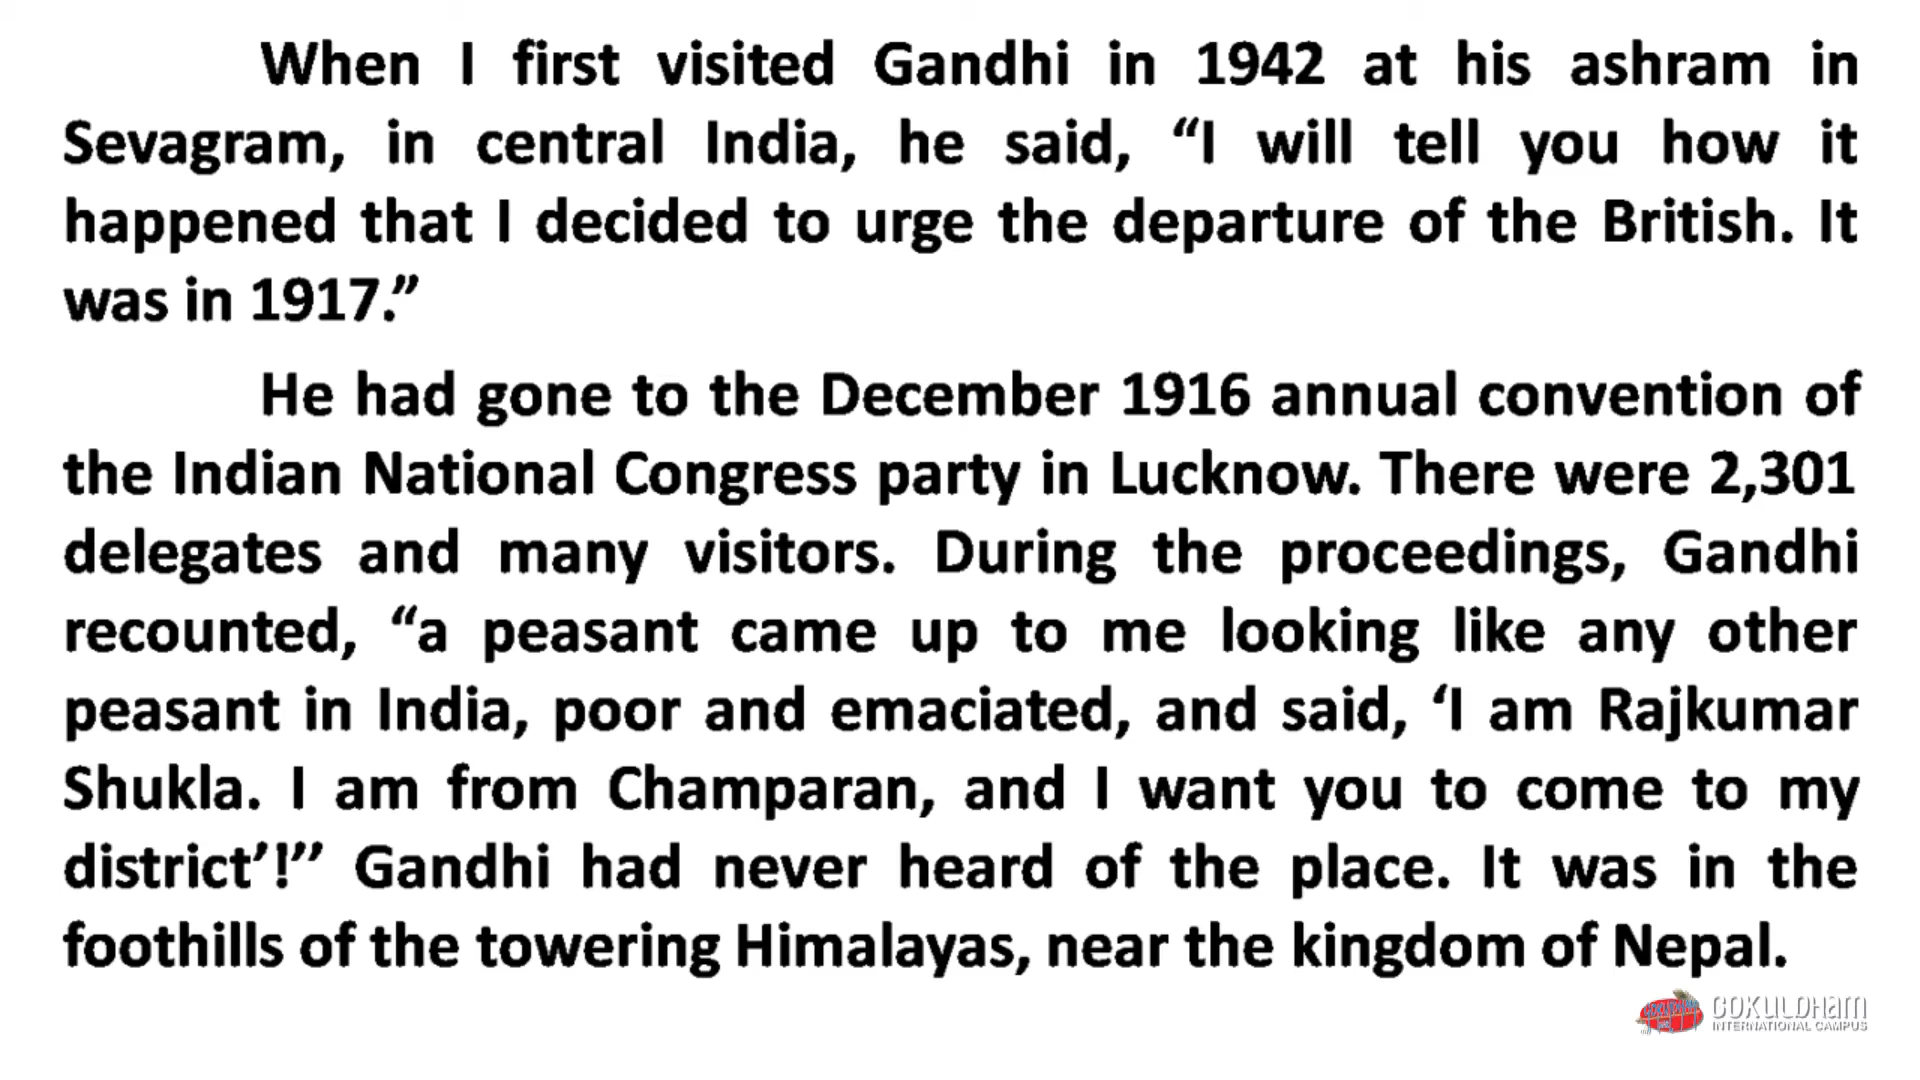 When I first visited Gandhi in 1942 at his ashram in
Sevagram, in central India, he said, “I will tell you how it
happened that I decided to urge the departure of the British. It
was in 1917.”
He had gone to the December 1916 annual convention of
the Indian National Congress party in Lucknow. There were 2,301
delegates and many visitors. During the proceedings, Gandhi
recounted, “a peasant came up to me looking like any other
peasant in India, poor and emaciated, and said, ‘I am Rajkumar
Shukla. I am from Champaran, and I want you to come to my
district’!’’ Gandhi had never heard of the place. It was in the
foothills of the towering Himalayas, near the kingdom of Nepal.
GOKULDHAM
INTERNATIONAL CAMPUS